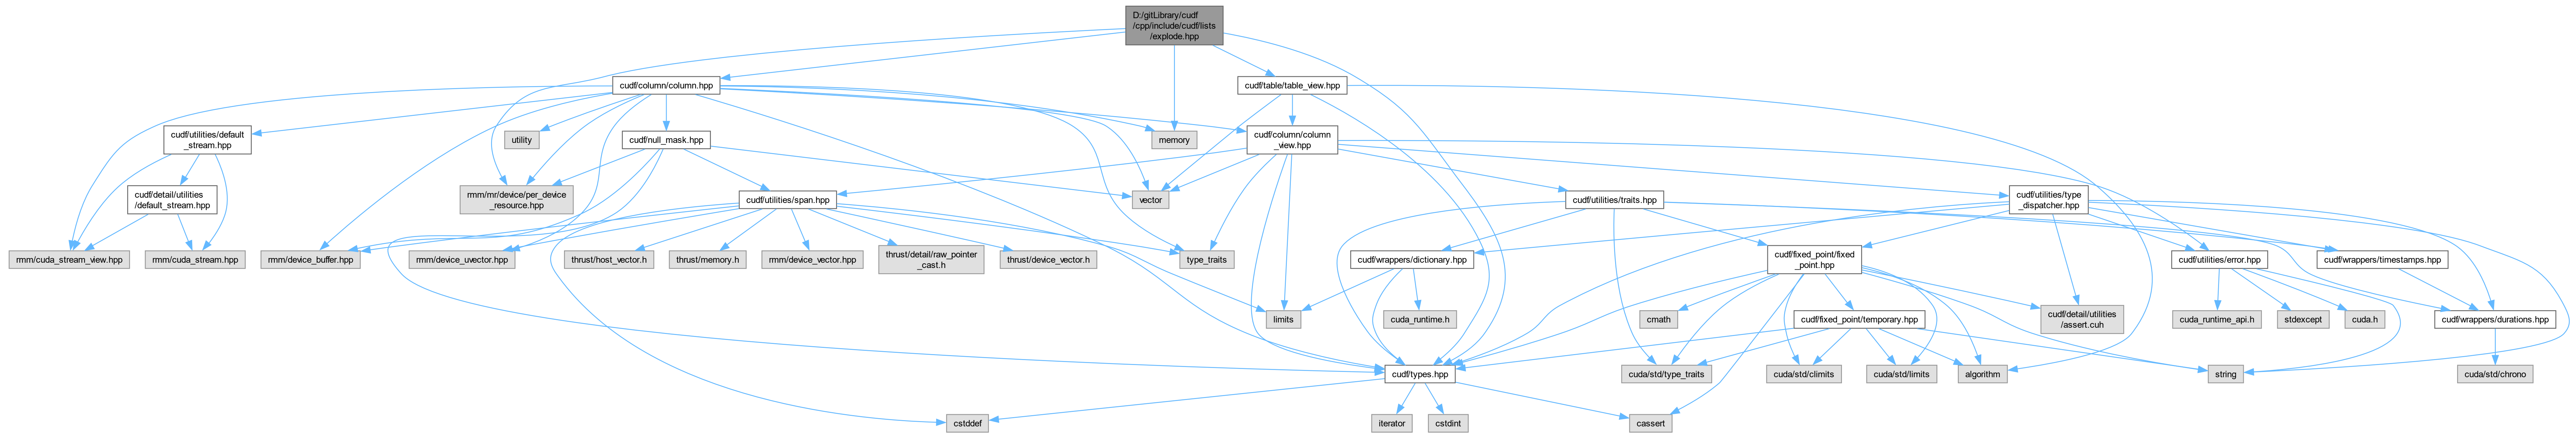 D:/gitLibrary/cudf
/cpp/include/cudf/lists
/explode.hpp
cudf/column/column.hpp
cudf/table/table_view.hpp
cudf/utilities/default
_stream.hpp
utility
cudf/null_mask.hpp
memory
cudf/column/column
_view.hpp
cudf/detail/utilities
/default_stream.hpp
rmm/mr/device/per_device
_resource.hpp
cudf/utilities/span.hpp
vector
cudf/utilities/traits.hpp
cudf/utilities/type
_dispatcher.hpp
rmm/cuda_stream_view.hpp
rmm/cuda_stream.hpp
rmm/device_buffer.hpp
rmm/device_uvector.hpp
thrust/host_vector.h
thrust/memory.h
rmm/device_vector.hpp
thrust/detail/raw_pointer
_cast.h
thrust/device_vector.h
type_traits
cudf/wrappers/dictionary.hpp
cudf/fixed_point/fixed
_point.hpp
cudf/utilities/error.hpp
cudf/wrappers/timestamps.hpp
limits
cuda_runtime.h
cmath
cudf/fixed_point/temporary.hpp
cudf/detail/utilities
/assert.cuh
cuda_runtime_api.h
stdexcept
cuda.h
cudf/wrappers/durations.hpp
cudf/types.hpp
cuda/std/type_traits
cuda/std/climits
cuda/std/limits
algorithm
string
cuda/std/chrono
cstddef
iterator
cstdint
cassert